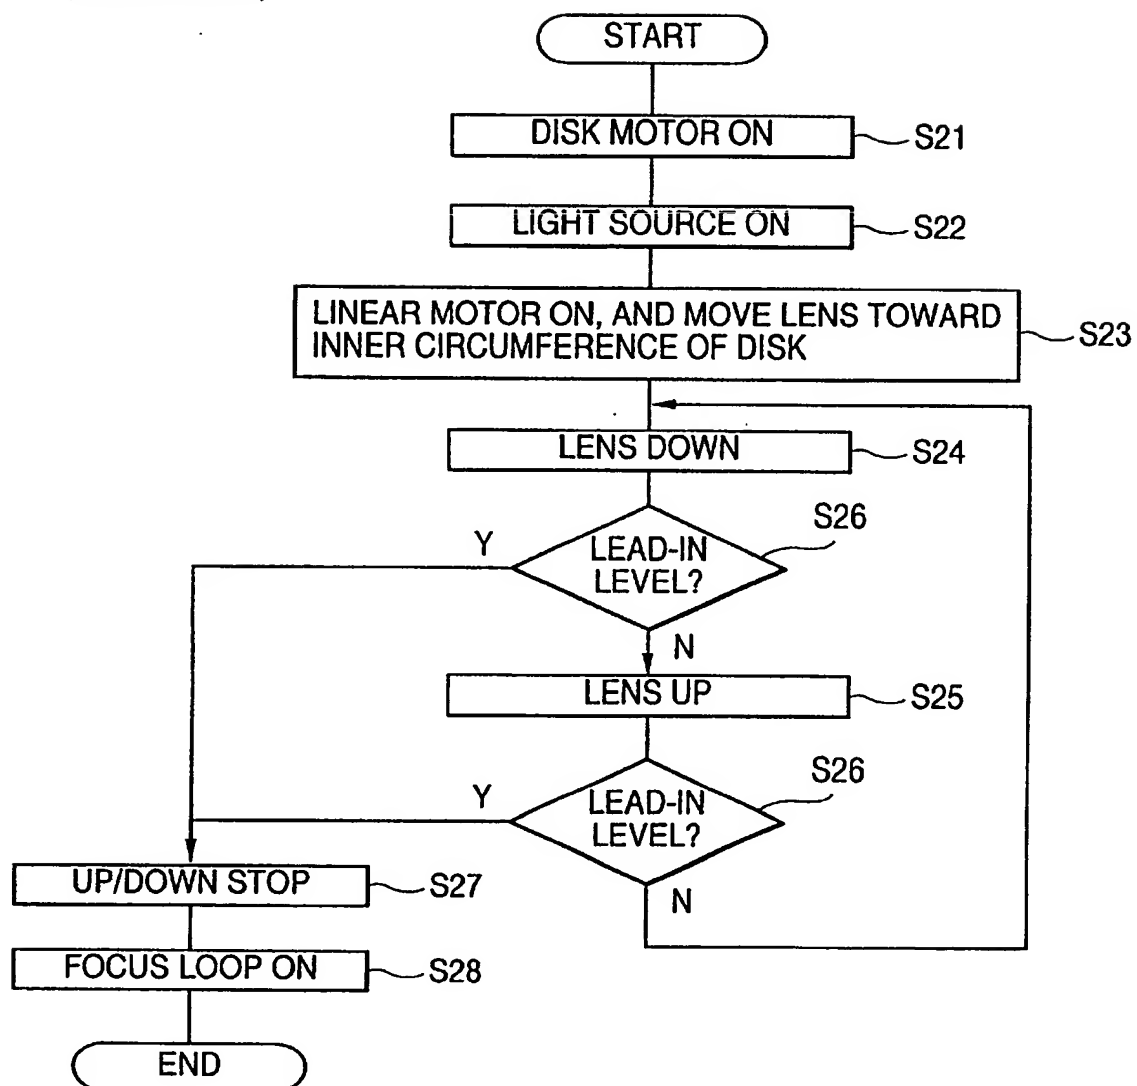 START
DISK MOTOR ON
S21
LIGHT SOURCE ON
S22
LINEAR MOTOR ON, AND MOVE LENS TOWARD
INNER CIRCUMFERENCE OF DISK
S23
LENS DOWN
S24
S26
Y
LEAD-IN
LEVEL?
N
LENS UP
S25
S26
Y
LEAD-IN
LEVEL?
N
UP/DOWN STOP
S27
FOCUS LOOP ON
S28
END